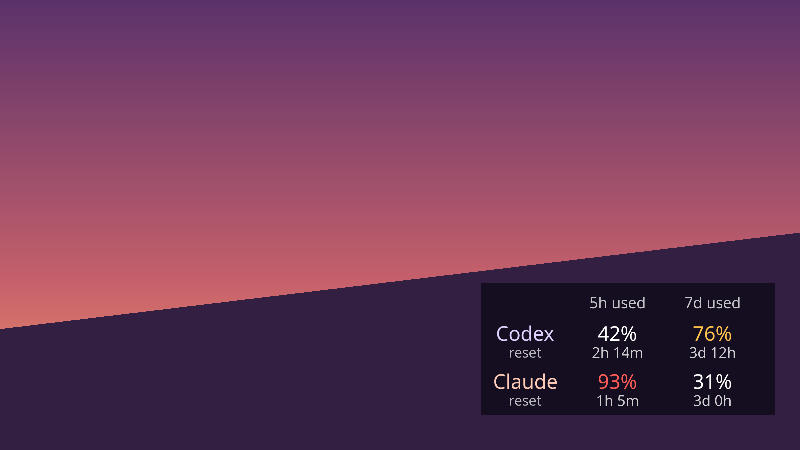 5h used 7d used
Codex 42% 76%
reset 2h 14m 3d 12h
Claude 93% 31%
reset 1h 5m 3d 0h